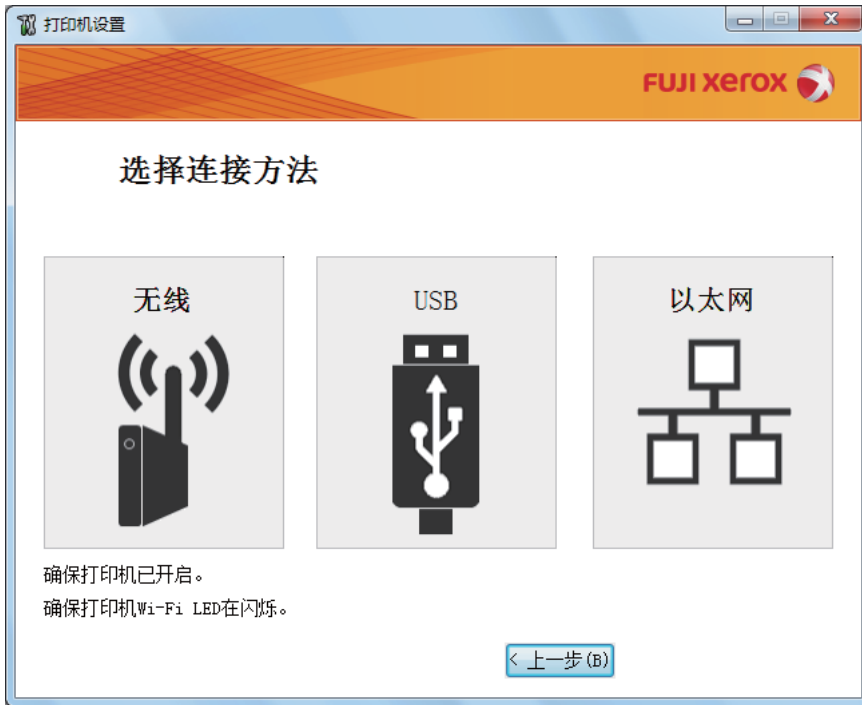 打印机设置
FUJI xerox
选择连接方法
无线
USB
以太网
确保打印机已开启。
确保打印机Wi-Fi LED在闪烁。
< 上一步(B)